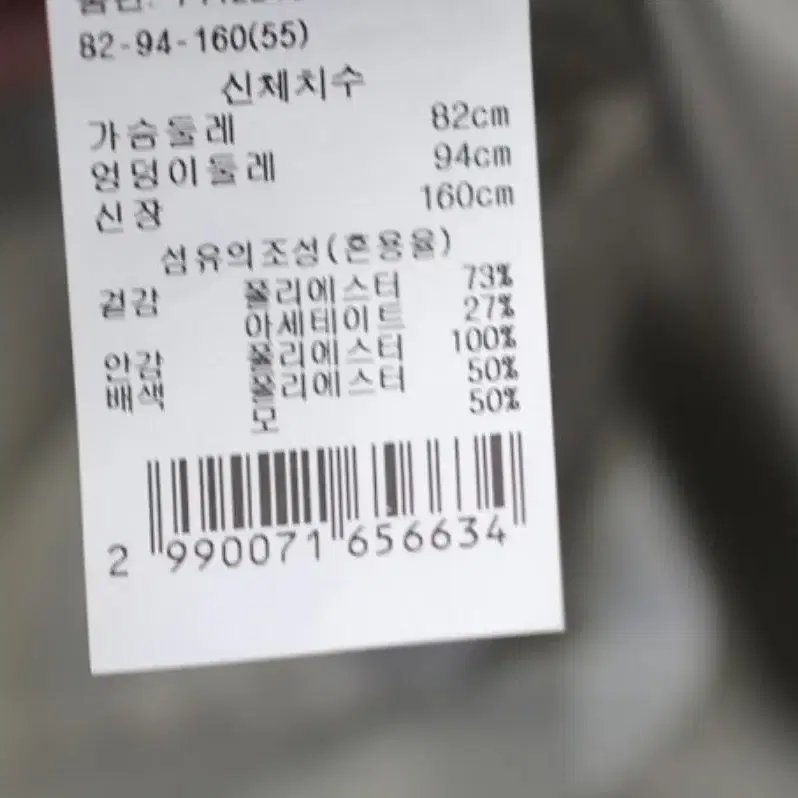 82-94-160(55)
신체치수
가슴둘레 82cm
엉덩이둘레 94cm
신장 160cm
섬유의조성(혼용율)
겉감 폴리에스터 73%
아세테이트 27%
안감 폴리에스터 100%
배색 폴리에스터 50%
모 50%
2 990071 656634